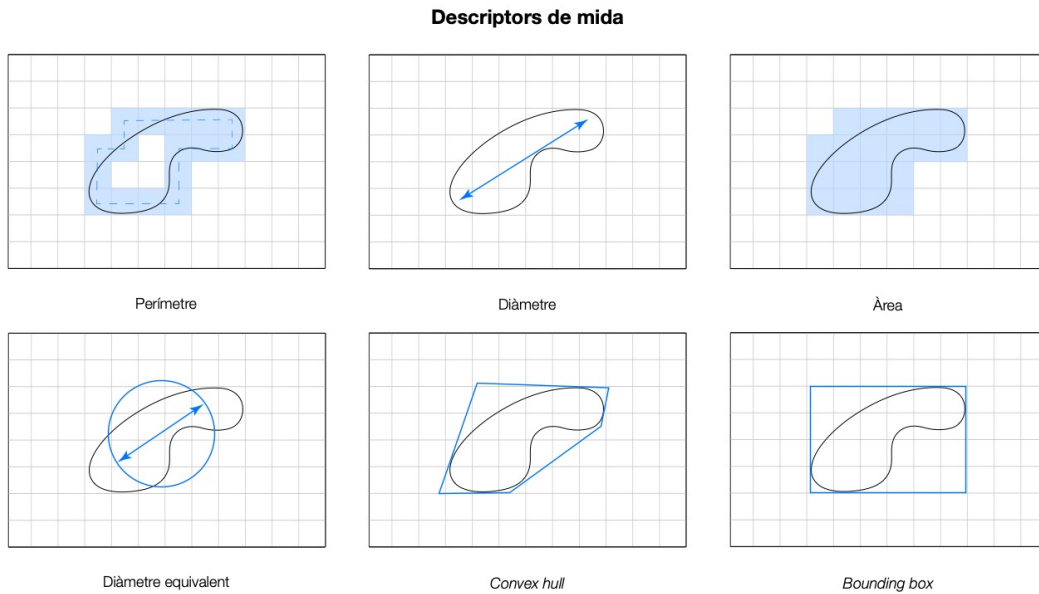 Descriptors de mida
Perímetre
Diàmetre
Àrea
Diàmetre equivalent
Convex hull
Bounding box